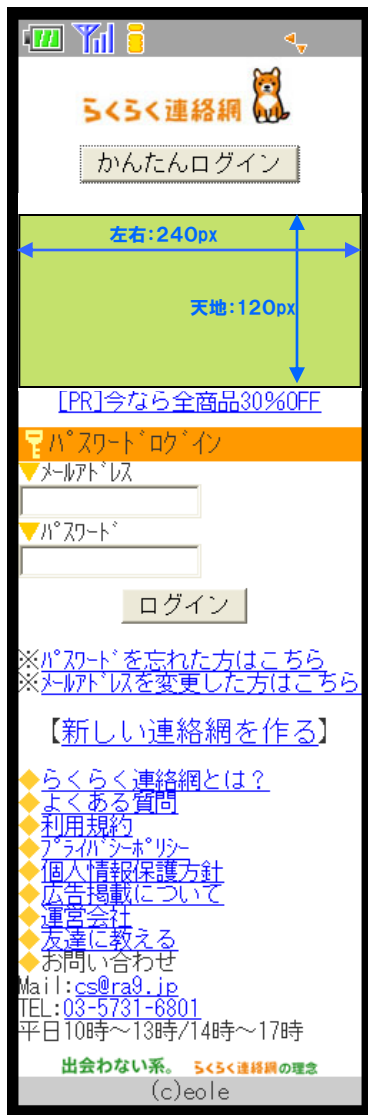 らくらく連絡網
かんたんログイン
左右:240px
天地:120px
[PR]今なら全商品30%OFF
ﾊﾟｽﾜｰﾄﾞﾛｸﾞｲﾝ
▼ﾒｰﾙｱﾄﾞﾚｽ
▼ﾊﾟｽﾜｰﾄﾞ
ログイン
※ﾊﾟｽﾜｰﾄﾞを忘れた方はこちら
※ﾒｰﾙｱﾄﾞﾚｽを変更した方はこちら
【新しい連絡網を作る】
◆らくらく連絡網とは？
◆よくある質問
◆利用規約
◆ﾌﾟﾗｲﾊﾞｼｰﾎﾟﾘｼｰ
◆個人情報保護方針
◆広告掲載について
◆運営会社
◆友達に教える
◆お問い合わせ
Mail:cs@ra9.jp
TEL:03-5731-6801
平日10時～13時/14時～17時
出会わない系。 らくらく連絡網の理念
(c)eole